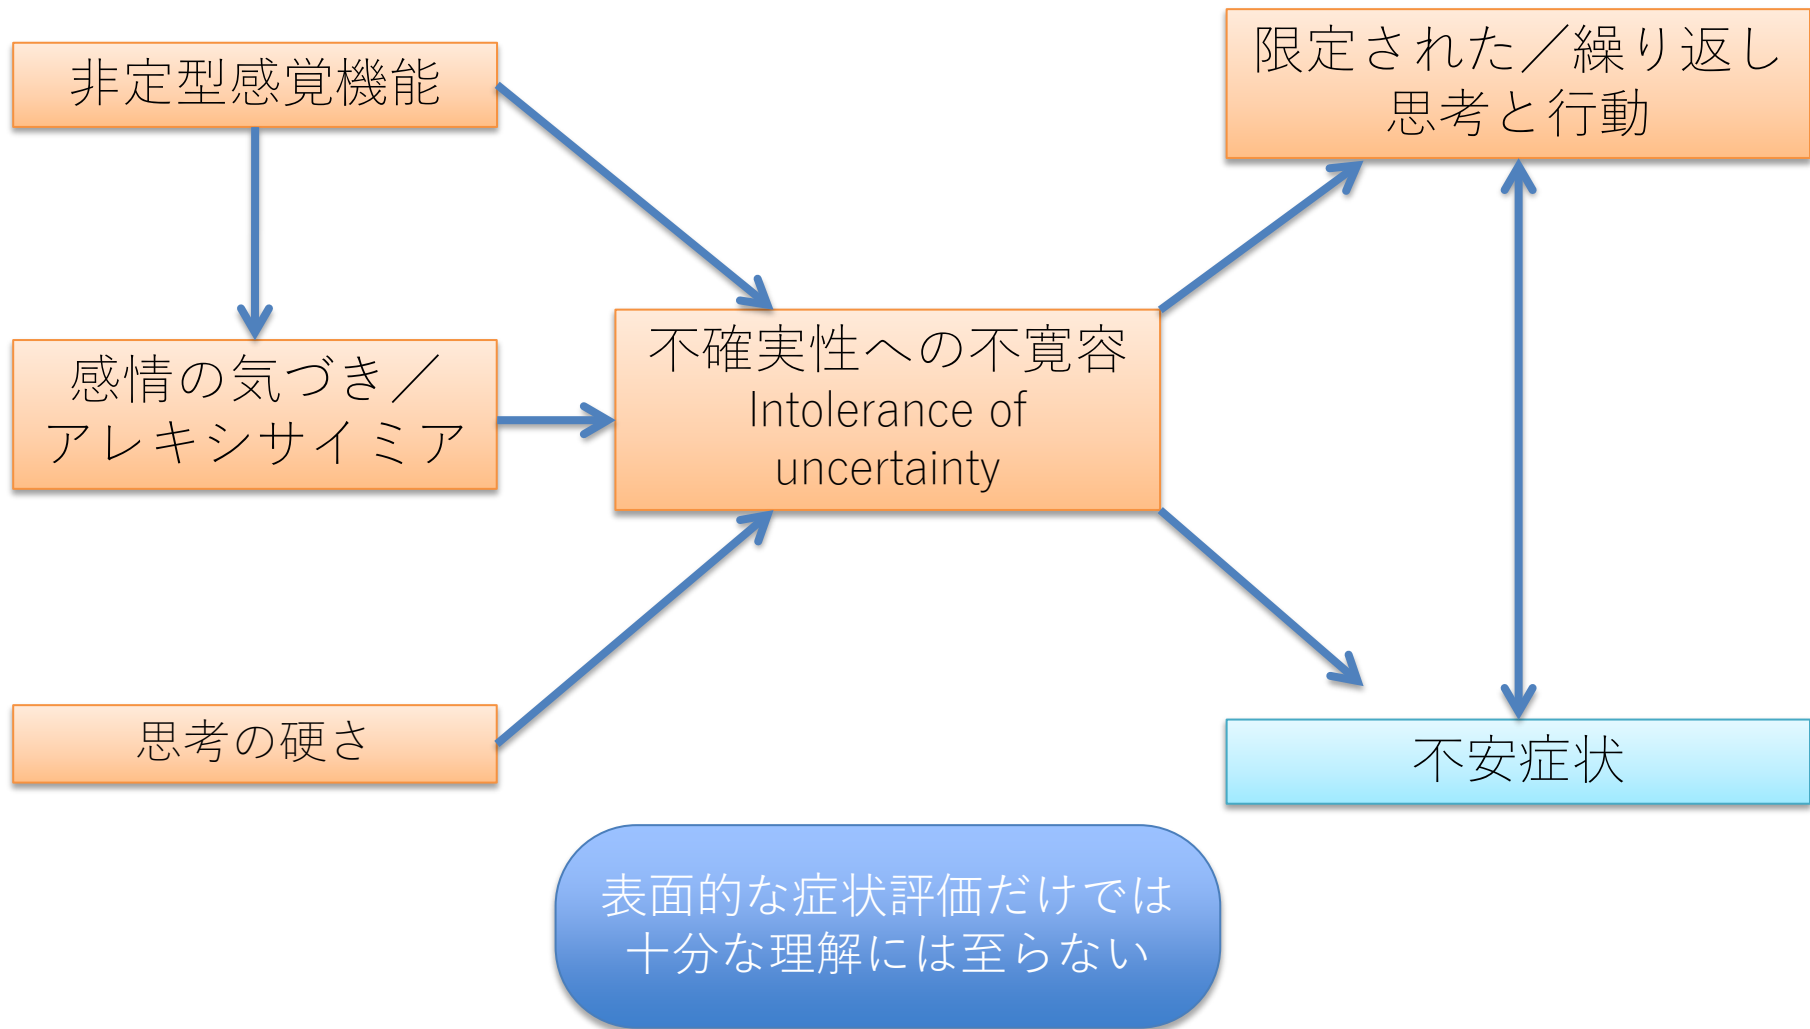 非定型感覚機能
限定された／繰り返し
思考と行動
感情の気づき／
アレキシサイミア
不確実性への不寛容
Intolerance of
uncertainty
思考の硬さ
不安症状
表面的な症状評価だけでは
十分な理解には至らない